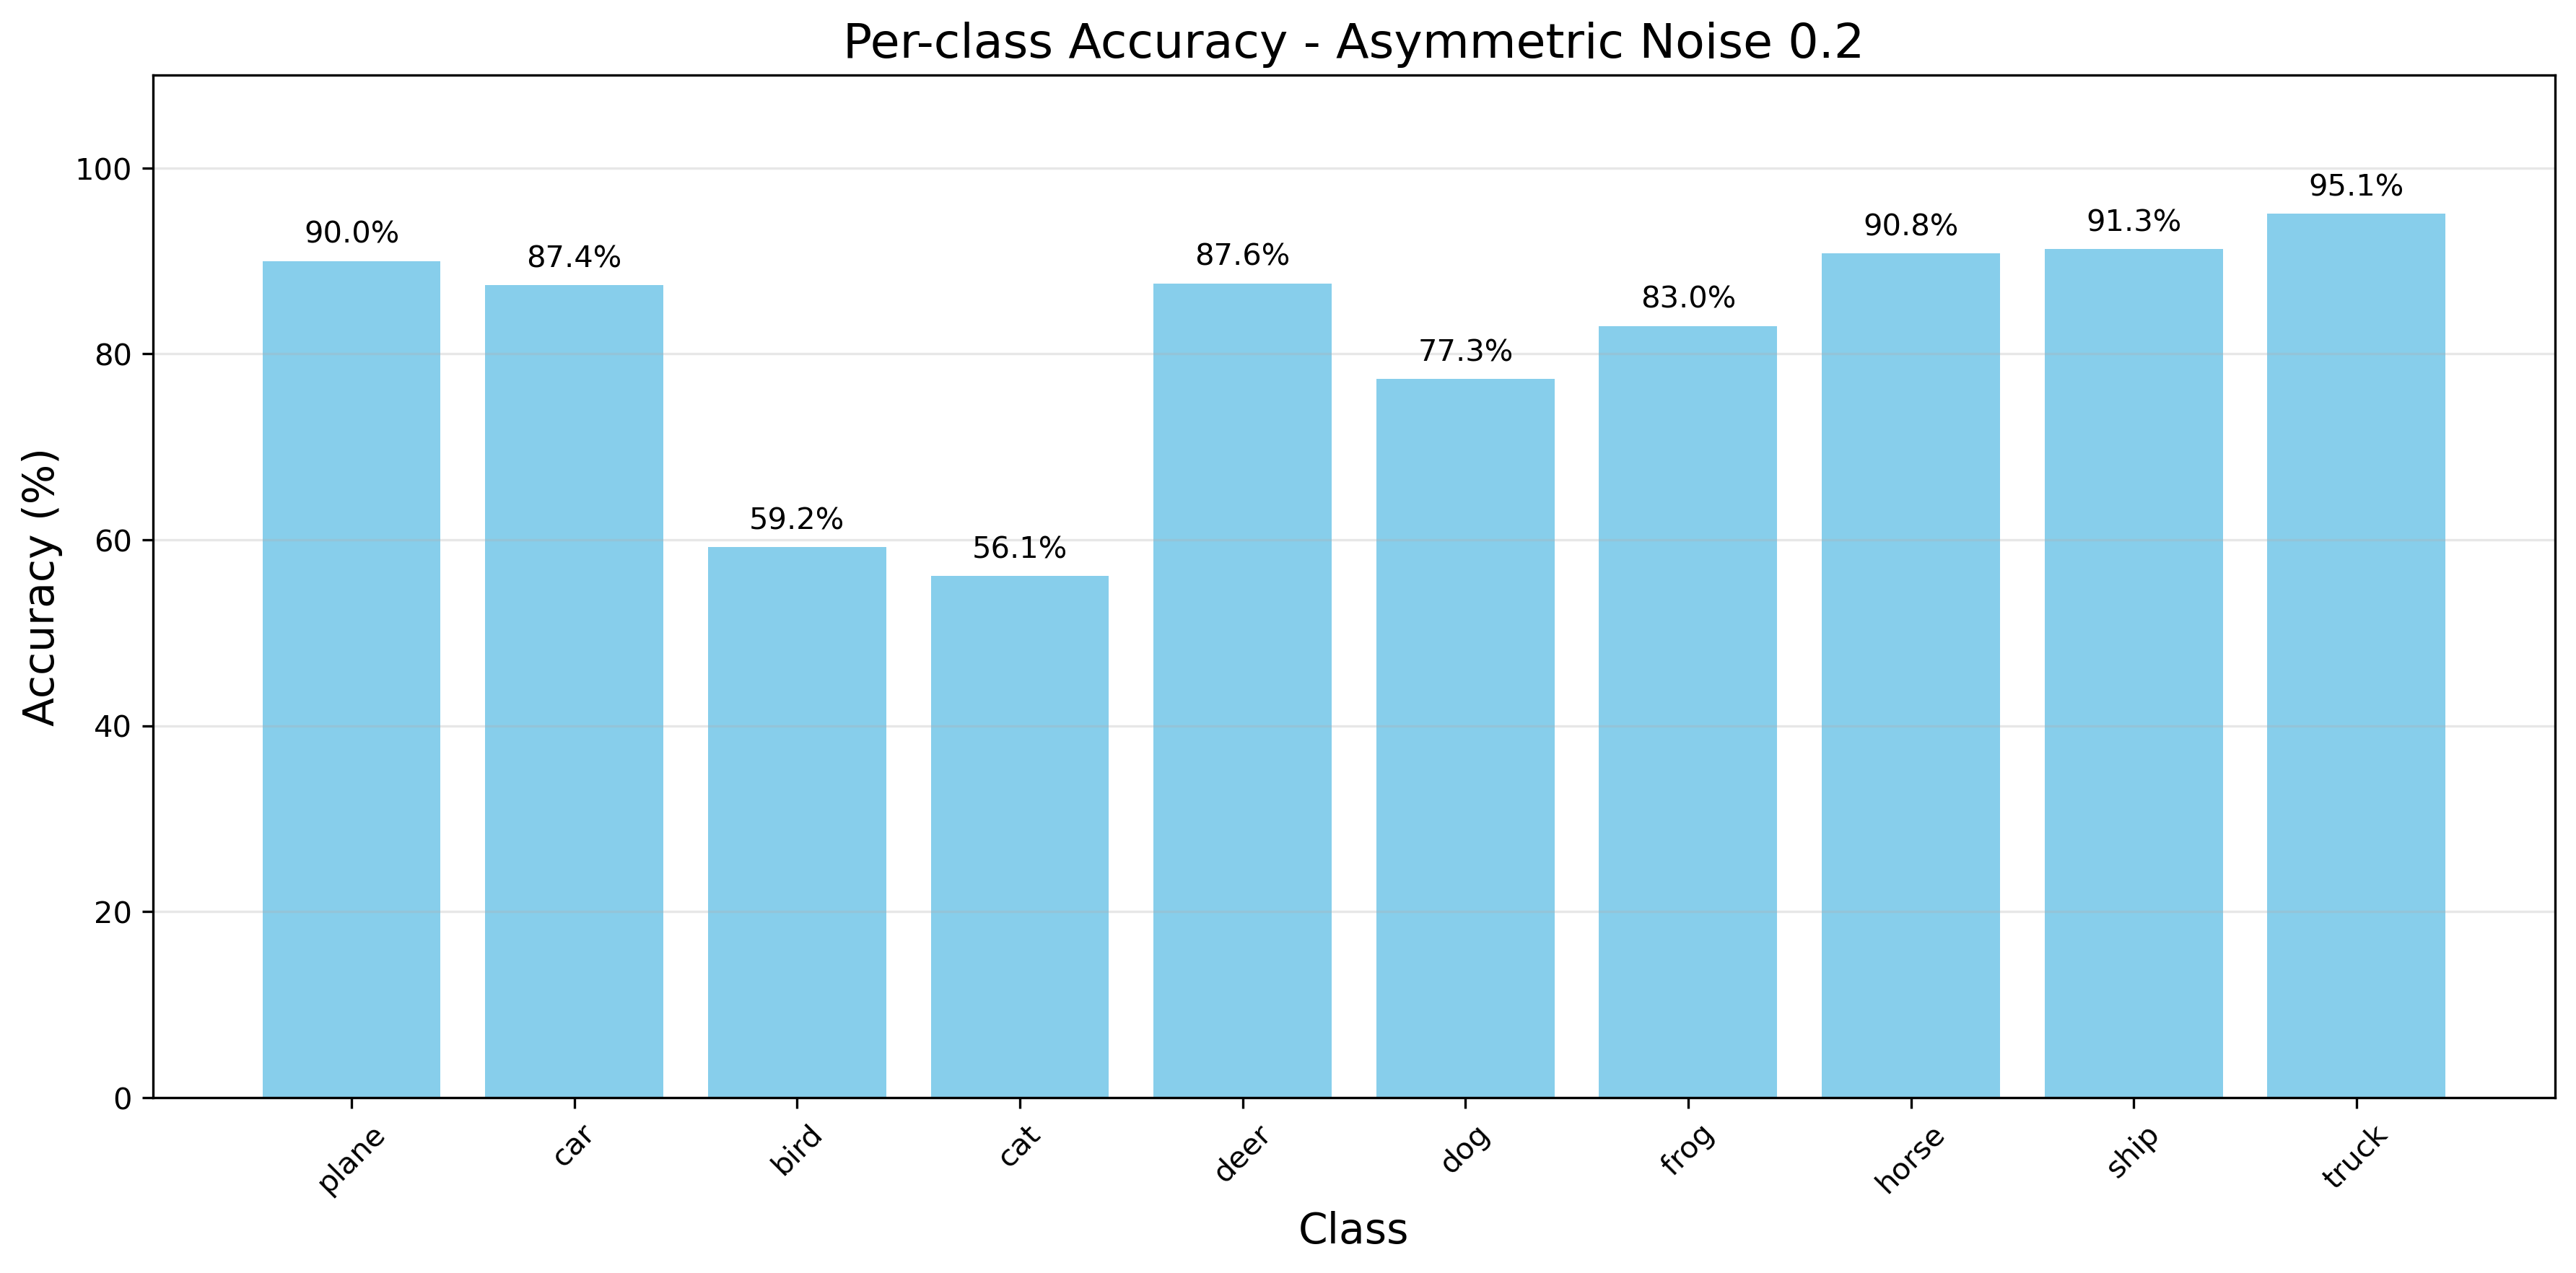 Per-class Accuracy - Asymmetric Noise 0.2
Accuracy (%)
100
80
60
40
20
0
90.0%
87.4%
59.2%
56.1%
87.6%
77.3%
83.0%
90.8%
91.3%
95.1%
plane
car
bird
cat
deer
dog
frog
horse
ship
truck
Class